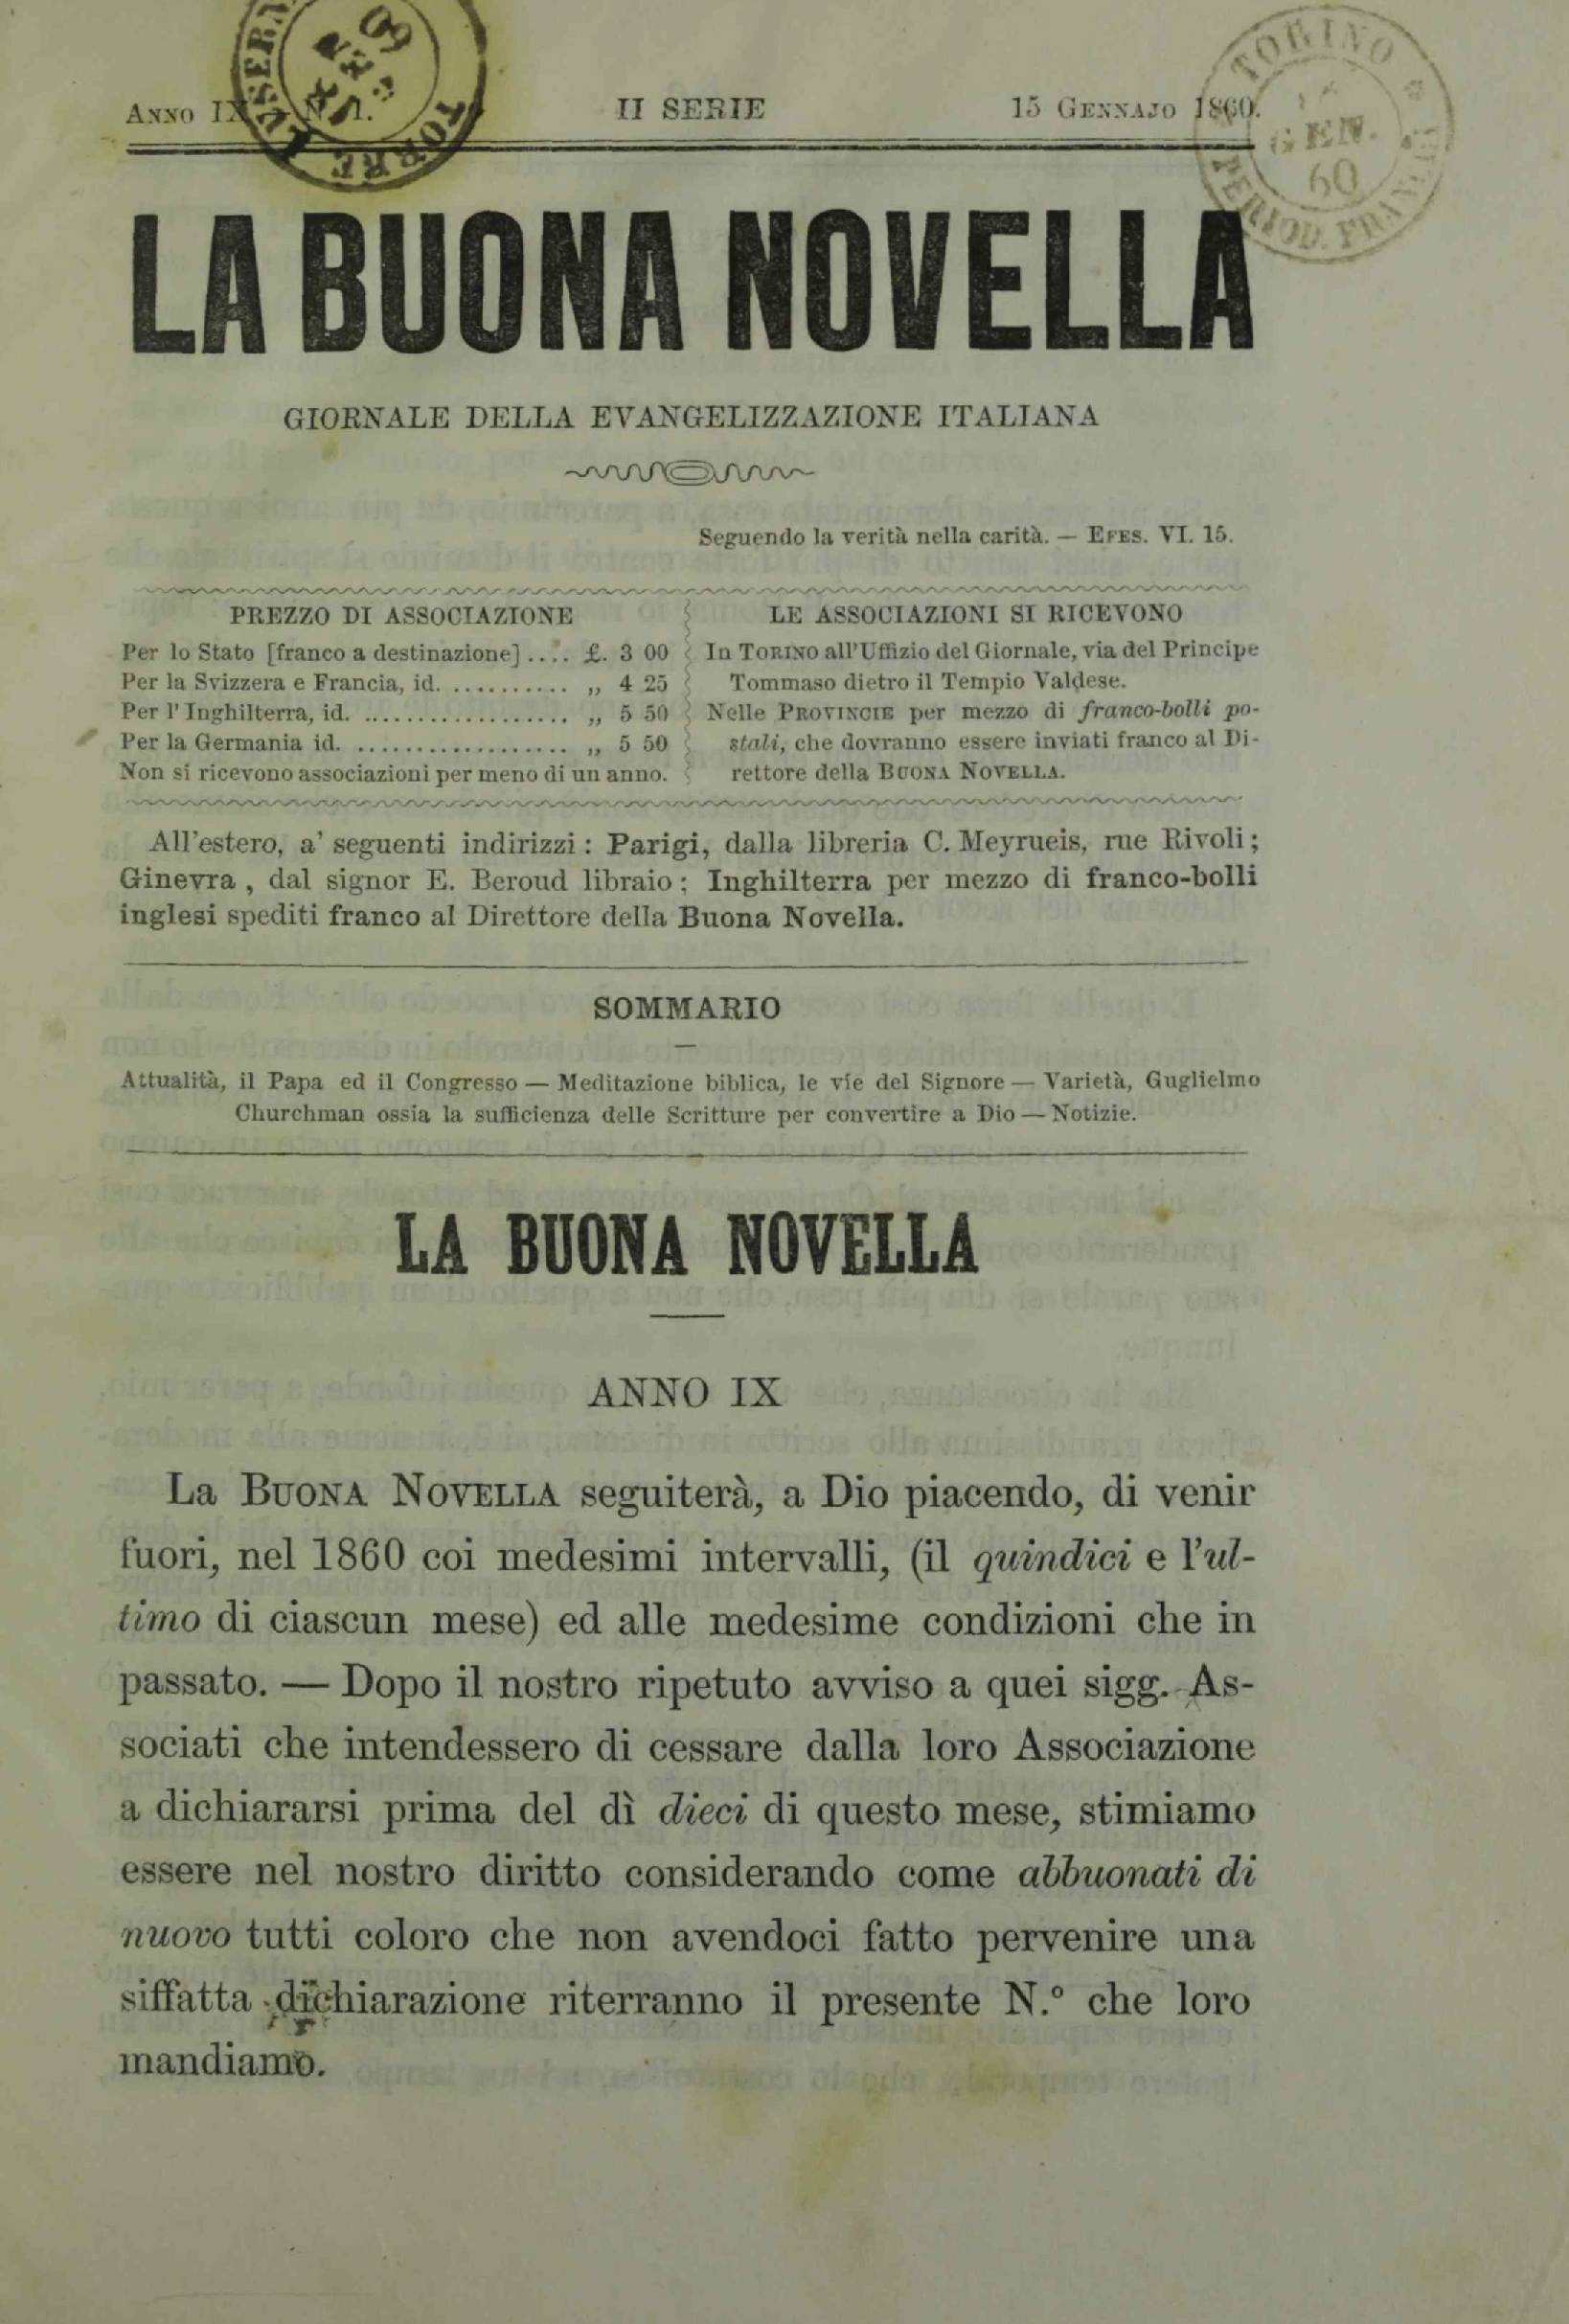 TORRE LUSERNA
60
TORINO
GEN.
60
PERIOD. FRANCHI
ANNO IX — N. 1.
II SERIE
15 GENNAJO 1860.
LA BUONA NOVELLA
GIORNALE DELLA EVANGELIZZAZIONE ITALIANA
Seguendo la verità nella carità. — EFES. VI. 15.
PREZZO DI ASSOCIAZIONE
Per lo Stato [franco a destinazione] .... £. 3 00
Per la Svizzera e Francia, id. ........... „ 4 25
Per l' Inghilterra, id. .................. „ 5 50
Per la Germania id. .................. „ 5 50
Non si ricevono associazioni per meno di un anno.
LE ASSOCIAZIONI SI RICEVONO
In TORINO all'Uffizio del Giornale, via del Principe
Tommaso dietro il Tempio Valdese.
Nelle PROVINCIE per mezzo di franco-bolli po-
stali, che dovranno essere inviati franco al Di-
rettore della BUONA NOVELLA.
All'estero, a' seguenti indirizzi : Parigi, dalla libreria C. Meyrueis, rue Rivoli ;
Ginevra , dal signor E. Beroud libraio ; Inghilterra per mezzo di franco-bolli
inglesi spediti franco al Direttore della Buona Novella.
SOMMARIO
Attualità, il Papa ed il Congresso — Meditazione biblica, le vie del Signore — Varietà, Guglielmo
Churchman ossia la sufficienza delle Scritture per convertire a Dio — Notizie.
LA BUONA NOVELLA
ANNO IX
La BUONA NOVELLA seguiterà, a Dio piacendo, di venir
fuori, nel 1860 coi medesimi intervalli, (il quindici e l'ul-
timo di ciascun mese) ed alle medesime condizioni che in
passato. — Dopo il nostro ripetuto avviso a quei sigg. As-
sociati che intendessero di cessare dalla loro Associazione
a dichiararsi prima del dì dieci di questo mese, stimiamo
essere nel nostro diritto considerando come abbuonati di
nuovo tutti coloro che non avendoci fatto pervenire una
siffatta dichiarazione riterranno il presente N.° che loro
mandiamo.